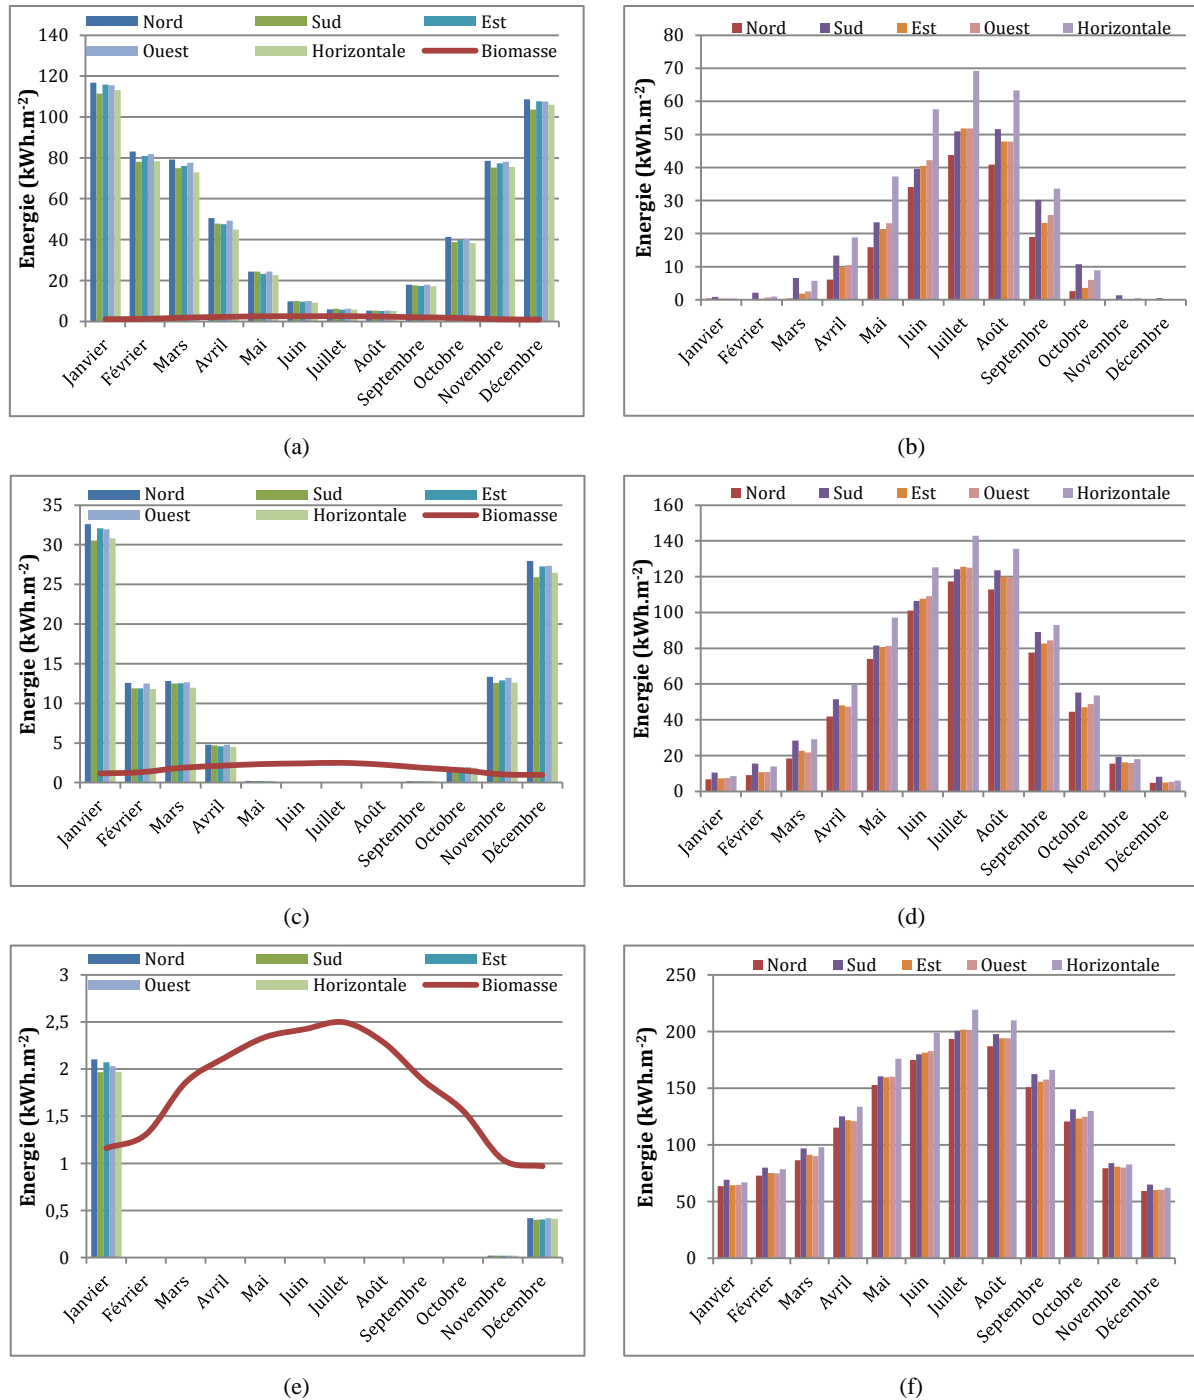 Nord Sud Est
Ouest Horizontale Biomasse
Energie (kWh.m-2)
140
120
100
80
60
40
20
0
Janvier Février Mars Avril Mai Juin Juillet Août Septembre Octobre Novembre Décembre
(a)
Nord Sud Est Ouest Horizontale
Energie (kWh.m-2)
80
70
60
50
40
30
20
10
0
Janvier Février Mars Avril Mai Juin Juillet Août Septembre Octobre Novembre Décembre
(b)
Nord Sud Est
Ouest Horizontale Biomasse
Energie (kWh.m-2)
35
30
25
20
15
10
5
0
Janvier Février Mars Avril Mai Juin Juillet Août Septembre Octobre Novembre Décembre
(c)
Nord Sud Est Ouest Horizontale
Energie (kWh.m-2)
160
140
120
100
80
60
40
20
0
Janvier Février Mars Avril Mai Juin Juillet Août Septembre Octobre Novembre Décembre
(d)
Nord Sud Est
Ouest Horizontale Biomasse
Energie (kWh.m-2)
3
2,5
2
1,5
1
0,5
0
Janvier Février Mars Avril Mai Juin Juillet Août Septembre Octobre Novembre Décembre
(e)
Nord Sud Est Ouest Horizontale
Energie (kWh.m-2)
250
200
150
100
50
0
Janvier Février Mars Avril Mai Juin Juillet Août Septembre Octobre Novembre Décembre
(f)